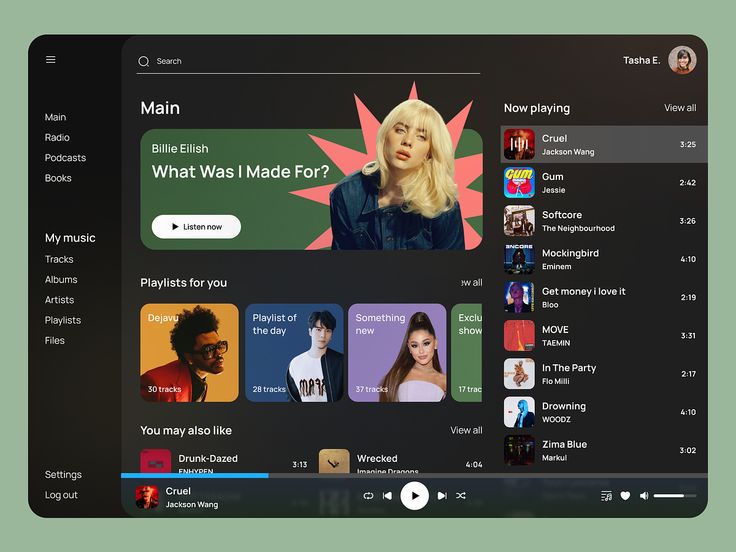 Search
Tasha E.
Main
Radio
Podcasts
Books
My music
Tracks
Albums
Artists
Playlists
Files
Settings
Log out
Main
Billie Eilish
What Was I Made For?
Listen now
Playlists for you
ew all
Dejavu
30 tracks
Playlist of
the day
28 tracks
Something
new
37 tracks
Exclu
show
17 trac
You may also like
View all
Drunk-Dazed
ENHYPEN
3:13
Wrecked
Imagine Dragons
4:04
Now playing
View all
Cruel
Jackson Wang
3:25
GUM
Gum
Jessie
2:42
Softcore
The Neighbourhood
3:26
Mockingbird
Eminem
4:10
Get money i love it
Bloo
2:19
MOVE
TAEMIN
3:31
In The Party
Flo Milli
2:17
Drowning
WOODZ
4:10
Zima Blue
Markul
3:02
Cruel
Jackson Wang